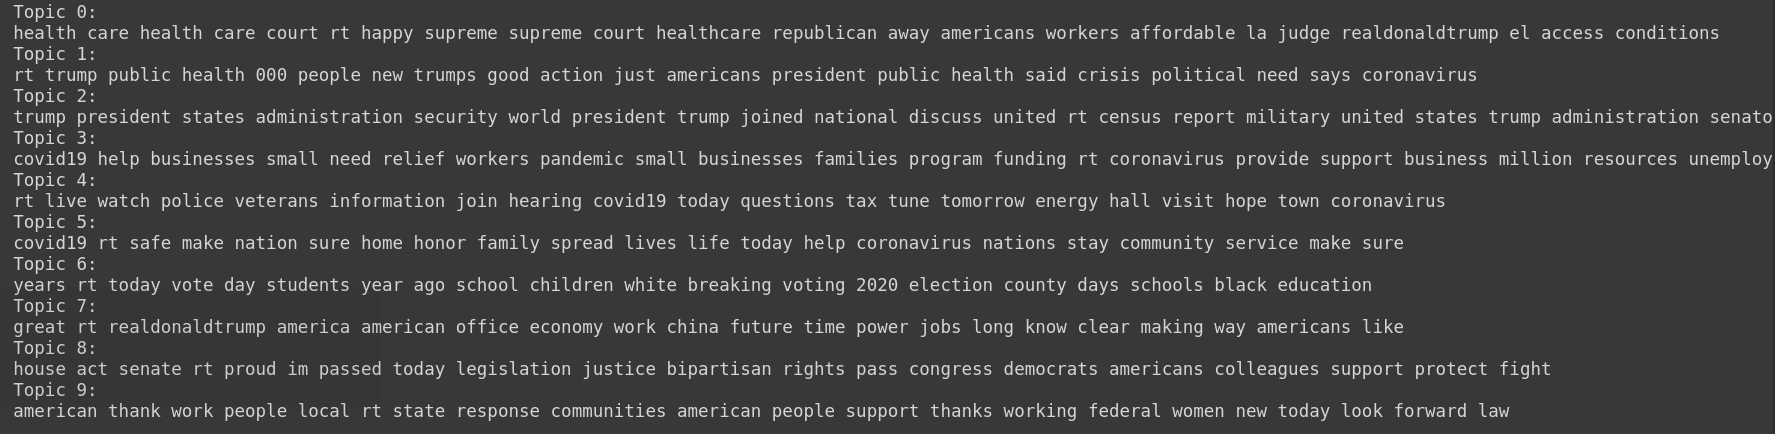 Topic 0:
health care health care court rt happy supreme supreme court healthcare republican away americans workers affordable la judge realdonaldtrump el access conditions
Topic 1:
rt trump public health 000 people new trumps good action just americans president public health said crisis political need says coronavirus
Topic 2:
trump president states administration security world president trump joined national discuss united rt census report military united states trump administration senato
Topic 3:
covid19 help businesses small need relief workers pandemic small businesses families program funding rt coronavirus provide support business million resources unemploy
Topic 4:
rt live watch police veterans information join hearing covid19 today questions tax tune tomorrow energy hall visit hope town coronavirus
Topic 5:
covid19 rt safe make nation sure home honor family spread lives life today help coronavirus nations stay community service make sure
Topic 6:
years rt today vote day students year ago school children white breaking voting 2020 election county days schools black education
Topic 7:
great rt realdonaldtrump america american office economy work china future time power jobs long know clear making way americans like
Topic 8:
house act senate rt proud im passed today legislation justice bipartisan rights pass congress democrats americans colleagues support protect fight
Topic 9:
american thank work people local rt state response communities american people support thanks working federal women new today look forward law